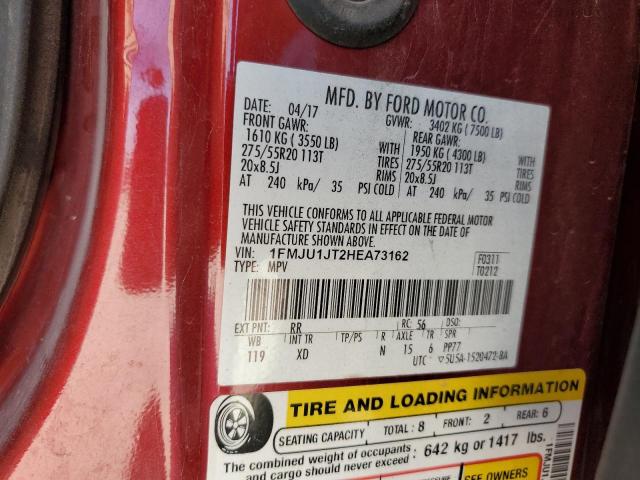 MFD. BY FORD MOTOR CO.
DATE: 04/17 GVWR: 3402 KG ( 7500 LB)
FRONT GAWR: REAR GAWR:
1610 KG ( 3550 LB) WITH 1950 KG ( 4300 LB) WITH
275/55R20 113T TIRES 275/55R20 113T TIRES
20x8.5J RIMS 20x8.5J RIMS
AT 240 kPa/ 35 PSI COLD AT 240 kPa/ 35 PSI COLD
THIS VEHICLE CONFORMS TO ALL APPLICABLE FEDERAL MOTOR
VEHICLE SAFETY STANDARDS IN EFFECT ON THE DATE OF
MANUFACTURE SHOWN ABOVE.
VIN: 1FMJU1JT2HEA73162 F0311
TYPE: MPV T0212
EXT PNT: RR RC: 56 DSO:
WB INT TR TP/PS R AXLE TR SPR
119 XD N 15 6 PP77
UTC 5U5A-1520472-BA
TIRE AND LOADING INFORMATION
SEATING CAPACITY TOTAL: 8 FRONT: 2 REAR: 6
The combined weight of occupants
and cargo should never exceed: 642 kg or 1417 lbs.
SEE OWNERS
1FMJU1